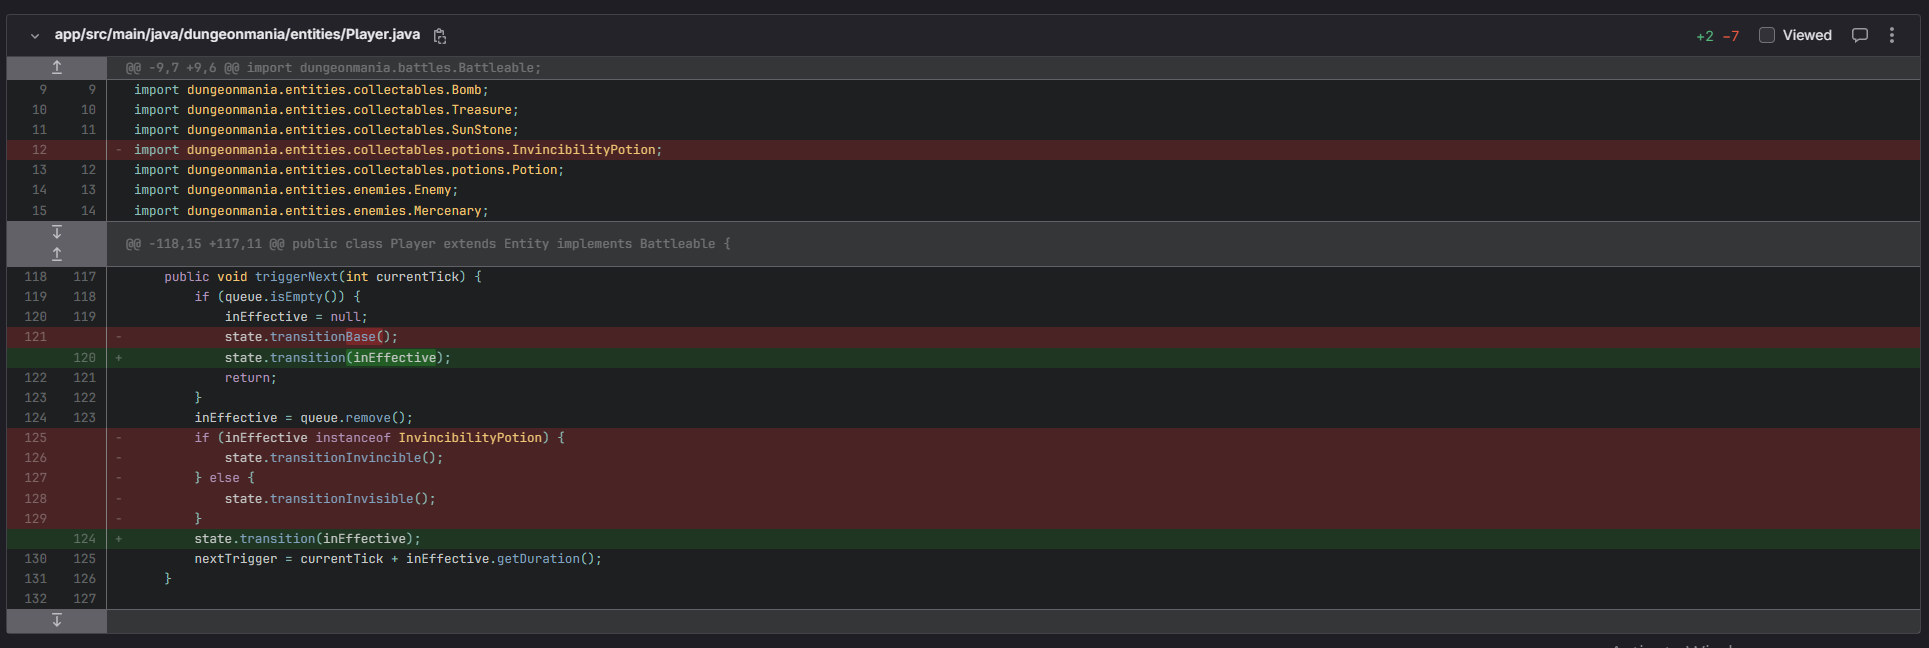 app/src/main/java/dungeonmania/entities/Player.java +2 -7 Viewed
@@ -9,7 +9,6 @@ import dungeonmania.battles.Battleable;
9 9 import dungeonmania.entities.collectables.Bomb;
10 10 import dungeonmania.entities.collectables.Treasure;
11 11 import dungeonmania.entities.collectables.SunStone;
12 - import dungeonmania.entities.collectables.potions.InvincibilityPotion;
13 12 import dungeonmania.entities.collectables.potions.Potion;
14 13 import dungeonmania.entities.enemies.Enemy;
15 14 import dungeonmania.entities.enemies.Mercenary;
@@ -118,15 +117,11 @@ public class Player extends Entity implements Battleable {
118 117 public void triggerNext(int currentTick) {
119 118 if (queue.isEmpty()) {
120 119 inEffective = null;
121 - state.transitionBase();
120 + state.transition(inEffective);
122 121 return;
123 122 }
124 123 inEffective = queue.remove();
125 - if (inEffective instanceof InvincibilityPotion) {
126 - state.transitionInvincible();
127 - } else {
128 - state.transitionInvisible();
129 - }
124 + state.transition(inEffective);
130 125 nextTrigger = currentTick + inEffective.getDuration();
131 126 }
132 127